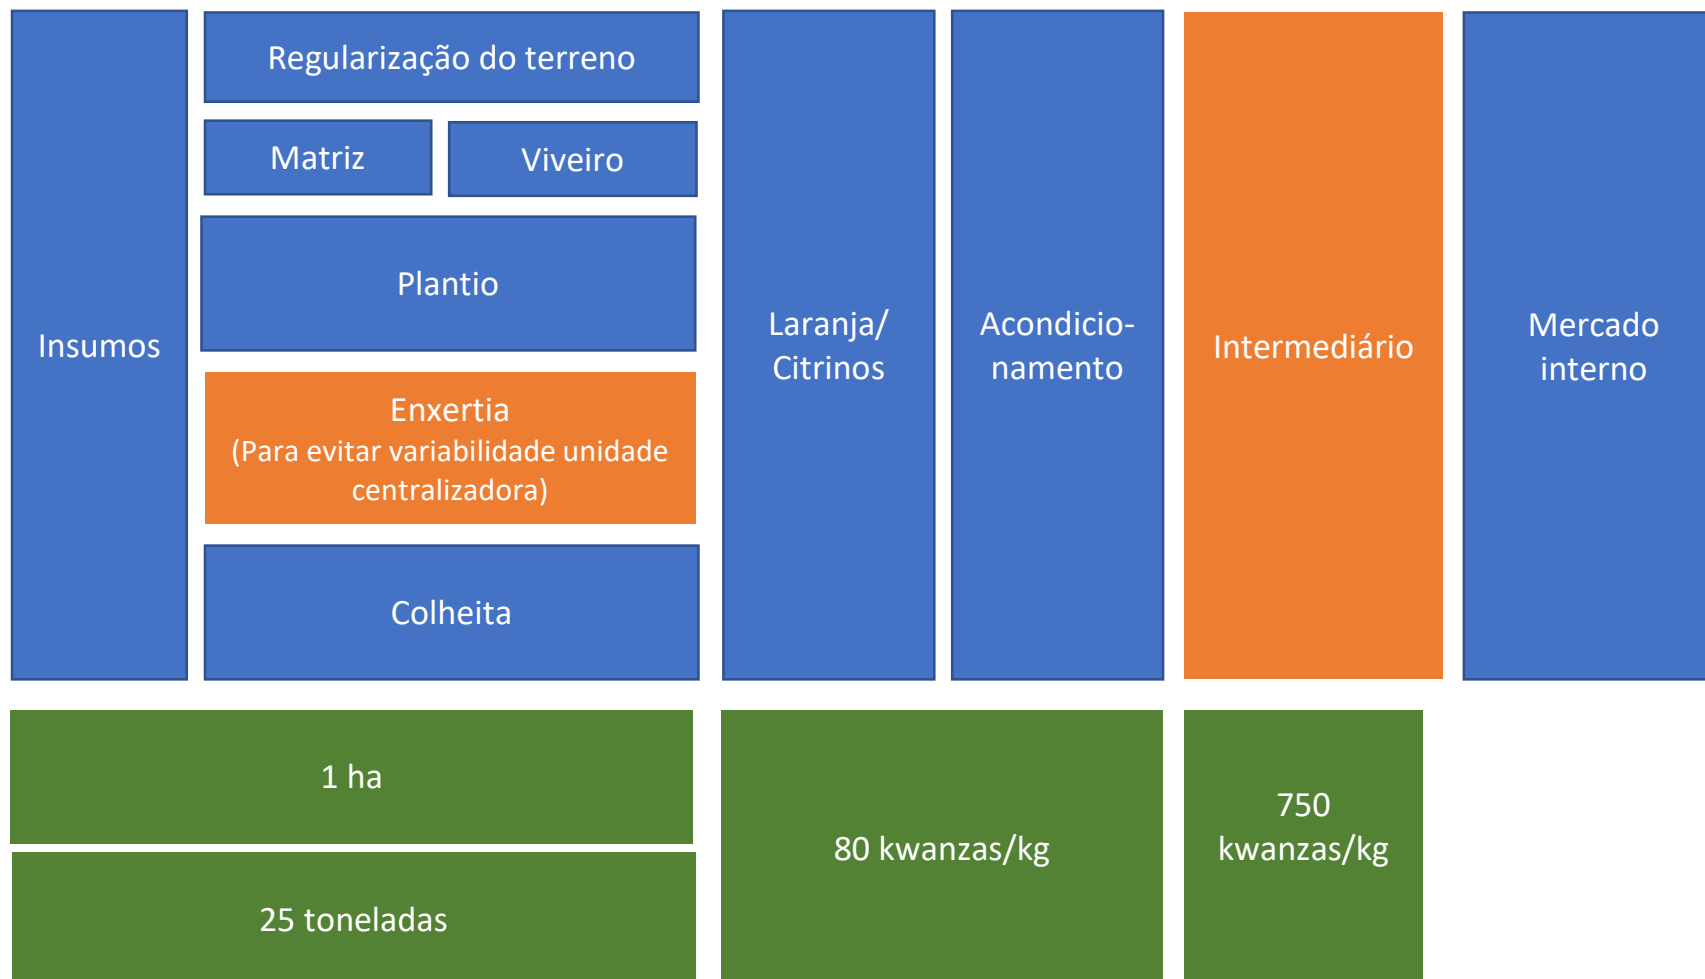 Insumos
Regularização do terreno
Matriz
Viveiro
Plantio
Enxertia
(Para evitar variabilidade unidade
centralizadora)
Colheita
Laranja/
Citrinos
Acondicio-
namento
Intermediário
Mercado
interno
1 ha
25 toneladas
80 kwanzas/kg
750
kwanzas/kg